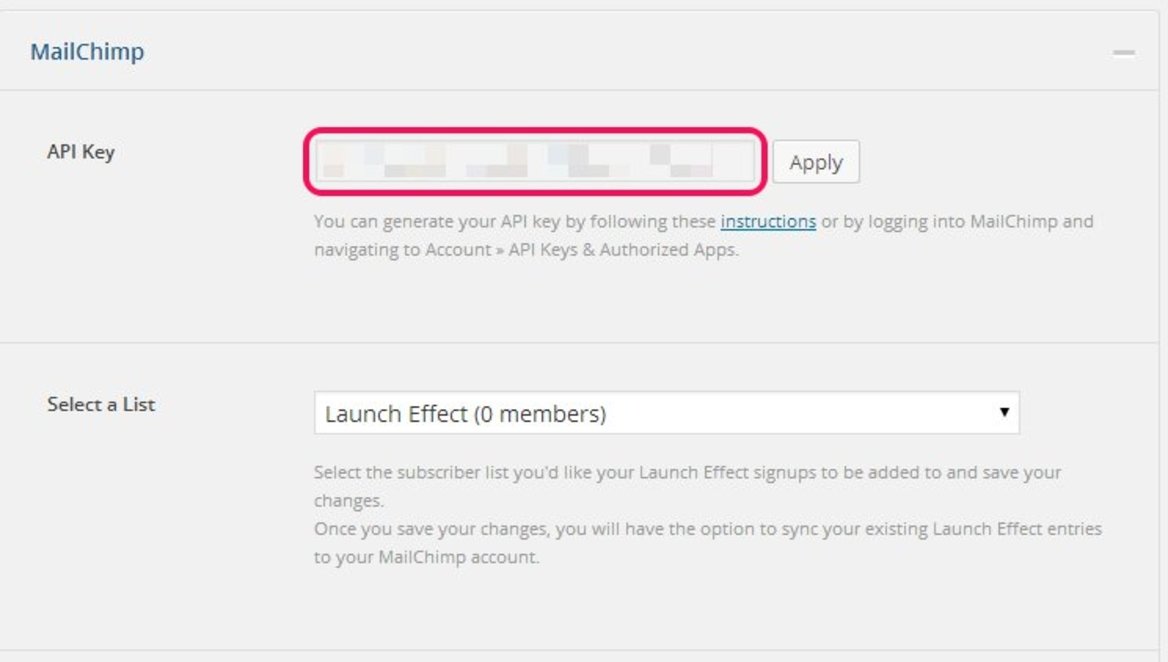 MailChimp
API Key
Apply
You can generate your API key by following these instructions or by logging into MailChimp and
navigating to Account » API Keys & Authorized Apps.
Select a List
Launch Effect (0 members)
Select the subscriber list you'd like your Launch Effect signups to be added to and save your
changes.
Once you save your changes, you will have the option to sync your existing Launch Effect entries
to your MailChimp account.